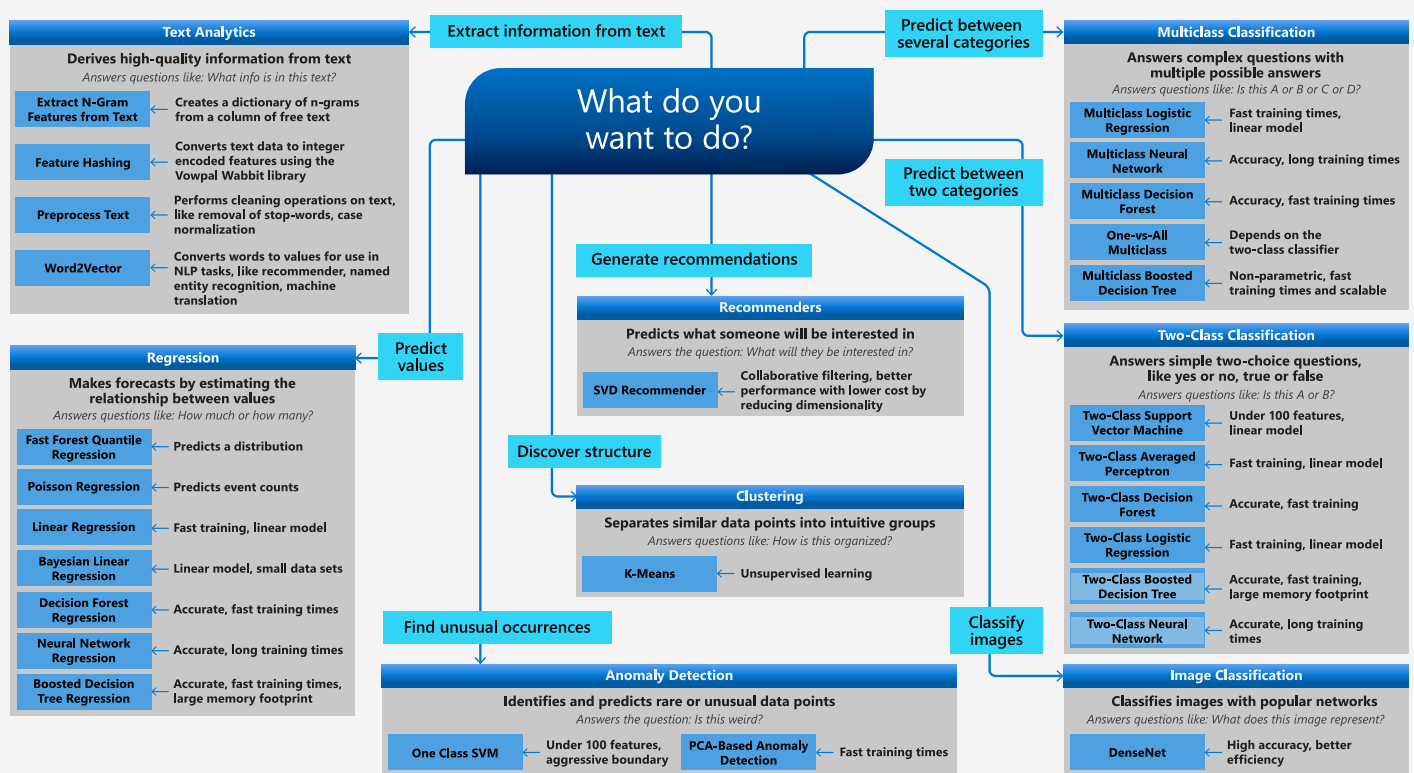 What do you
want to do?
Extract information from text
Text Analytics
Derives high-quality information from text
Answers questions like: What info is in this text?
Extract N-Gram
Features from Text
Creates a dictionary of n-grams
from a column of free text
Feature Hashing
Converts text data to integer
encoded features using the
Vowpal Wabbit library
Preprocess Text
Performs cleaning operations on text,
like removal of stop-words, case
normalization
Word2Vector
Converts words to values for use in
NLP tasks, like recommender, named
entity recognition, machine
translation
Predict
values
Regression
Makes forecasts by estimating the
relationship between values
Answers questions like: How much or how many?
Fast Forest Quantile
Regression
Predicts a distribution
Poisson Regression
Predicts event counts
Linear Regression
Fast training, linear model
Bayesian Linear
Regression
Linear model, small data sets
Decision Forest
Regression
Accurate, fast training times
Neural Network
Regression
Accurate, long training times
Boosted Decision
Tree Regression
Accurate, fast training times,
large memory footprint
Generate recommendations
Recommenders
Predicts what someone will be interested in
Answers the question: What will they be interested in?
SVD Recommender
Collaborative filtering, better
performance with lower cost by
reducing dimensionality
Discover structure
Clustering
Separates similar data points into intuitive groups
Answers questions like: How is this organized?
K-Means
Unsupervised learning
Find unusual occurrences
Anomaly Detection
Identifies and predicts rare or unusual data points
Answers the question: Is this weird?
One Class SVM
Under 100 features,
aggressive boundary
PCA-Based Anomaly
Detection
Fast training times
Predict between
several categories
Multiclass Classification
Answers complex questions with
multiple possible answers
Answers questions like: Is this A or B or C or D?
Multiclass Logistic
Regression
Fast training times,
linear model
Multiclass Neural
Network
Accuracy, long training times
Multiclass Decision
Forest
Accuracy, fast training times
One-vs-All
Multiclass
Depends on the
two-class classifier
Multiclass Boosted
Decision Tree
Non-parametric, fast
training times and scalable
Predict between
two categories
Two-Class Classification
Answers simple two-choice questions,
like yes or no, true or false
Answers questions like: Is this A or B?
Two-Class Support
Vector Machine
Under 100 features,
linear model
Two-Class Averaged
Perceptron
Fast training, linear model
Two-Class Decision
Forest
Accurate, fast training
Two-Class Logistic
Regression
Fast training, linear model
Two-Class Boosted
Decision Tree
Accurate, fast training,
large memory footprint
Two-Class Neural
Network
Accurate, long training
times
Classify
images
Image Classification
Classifies images with popular networks
Answers questions like: What does this image represent?
DenseNet
High accuracy, better
efficiency